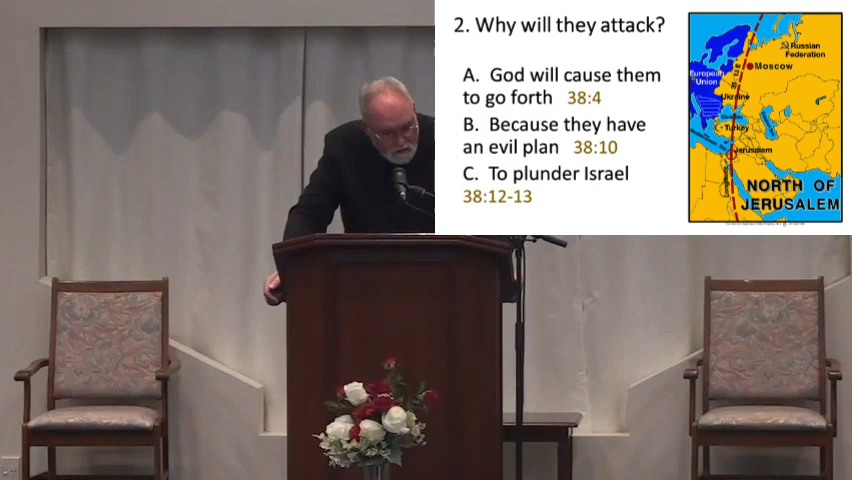 2. Why will they attack?
A. God will cause them
to go forth 38:4
B. Because they have
an evil plan 38:10
C. To plunder Israel
38:12-13
Russian
Federation
Moscow
European
Union
Ukraine
Turkey
Jerusalem
NORTH OF
JERUSALEM